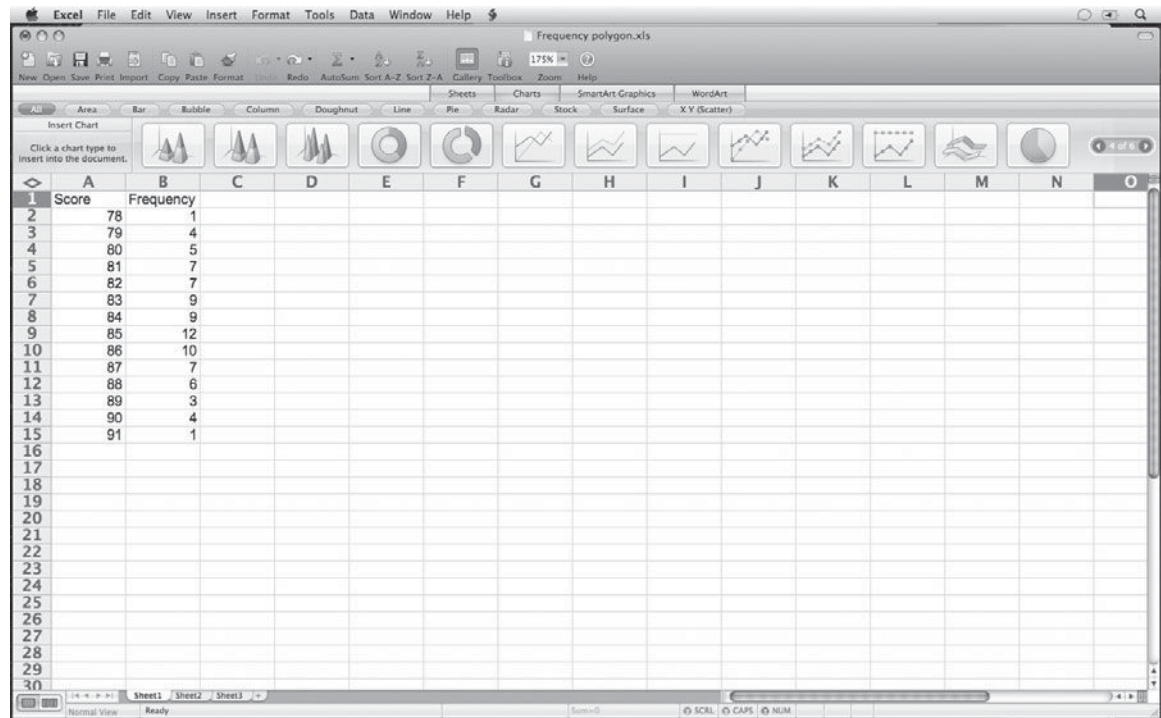 Excel File Edit View Insert Format Tools Data Window Help
Frequency polygon.xls
175%
New Open Save Print Import Copy Paste Format Undo Redo AutoSum Sort A-Z Sort Z-A Gallery Toolbox Zoom Help
Sheets Charts SmartArt Graphics WordArt
All Area Bar Bubble Column Doughnut Line Pie Radar Stock Surface X Y (Scatter)
Insert Chart
Click a chart type to
insert into the document.
4 of 6
A B C D E F G H I J K L M N O
1 Score Frequency
2 78 1
3 79 4
4 80 5
5 81 7
6 82 7
7 83 9
8 84 9
9 85 12
10 86 10
11 87 7
12 88 6
13 89 3
14 90 4
15 91 1
16
17
18
19
20
21
22
23
24
25
26
27
28
29
30
Sheet1 Sheet2 Sheet3 +
Normal View Ready Sum=0 SCRL CAPS NUM